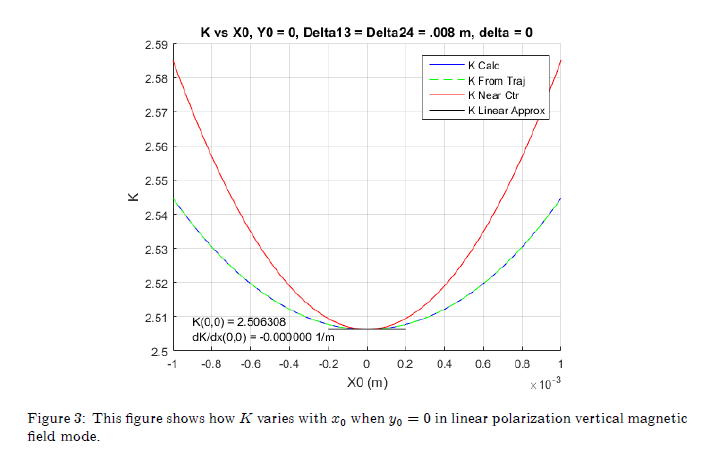 K vs X0, Y0 = 0, Delta13 = Delta24 = .008 m, delta = 0
2.59
2.58
2.57
2.56
2.55
2.54
2.53
2.52
2.51
2.5
K
K Calc
K From Traj
K Near Ctr
K Linear Approx
K(0,0) = 2.506308
dK/dx(0,0) = -0.000000 1/m
-1 -0.8 -0.6 -0.4 -0.2 0 0.2 0.4 0.6 0.8 1
X0 (m)
×10⁻³
Figure 3: This figure shows how K varies with x₀ when y₀ = 0 in linear polarization vertical magnetic
field mode.